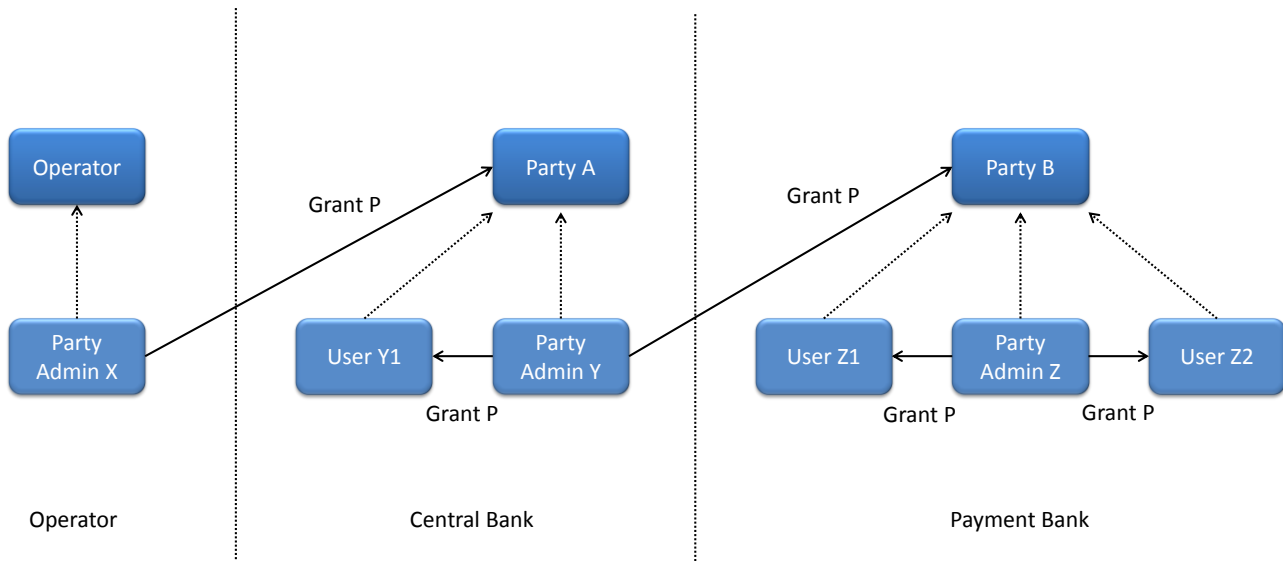 Operator
Party A
Party B
Grant P
Grant P
Party
Admin X
User Y1
Party
Admin Y
User Z1
Party
Admin Z
User Z2
Grant P
Grant P
Grant P
Operator
Central Bank
Payment Bank